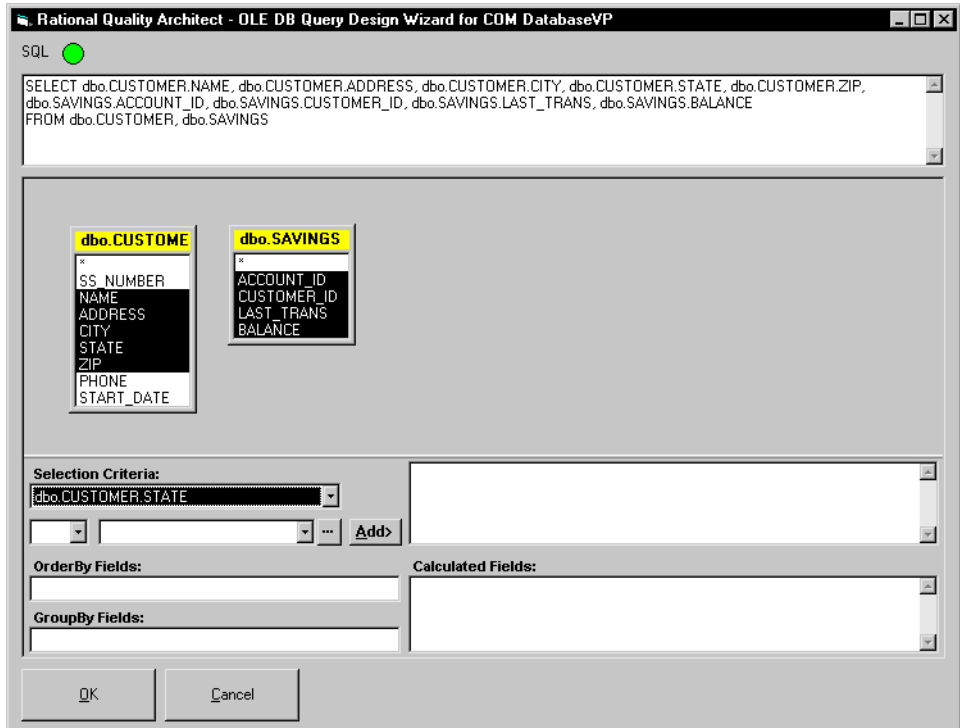 Rational Quality Architect - OLE DB Query Design Wizard for COM DatabaseVP
SQL
SELECT dbo.CUSTOMER.NAME, dbo.CUSTOMER.ADDRESS, dbo.CUSTOMER.CITY, dbo.CUSTOMER.STATE, dbo.CUSTOMER.ZIP,
dbo.SAVINGS.ACCOUNT_ID, dbo.SAVINGS.CUSTOMER_ID, dbo.SAVINGS.LAST_TRANS, dbo.SAVINGS.BALANCE
FROM dbo.CUSTOMER, dbo.SAVINGS
dbo.CUSTOME
*
SS_NUMBER
NAME
ADDRESS
CITY
STATE
ZIP
PHONE
START_DATE
dbo.SAVINGS
*
ACCOUNT_ID
CUSTOMER_ID
LAST_TRANS
BALANCE
Selection Criteria:
dbo.CUSTOMER.STATE
... Add>
OrderBy Fields:
GroupBy Fields:
Calculated Fields:
OK
Cancel